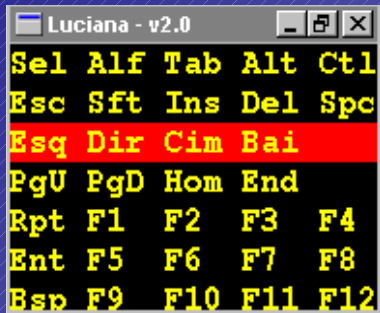 Luciana - v2.0
Sel Alf Tab Alt Ctl
Esc Sft Ins Del Spc
Esq Dir Cim Bai
PgU PgD Hom End
Rpt F1 F2 F3 F4
Ent F5 F6 F7 F8
Bsp F9 F10 F11 F12